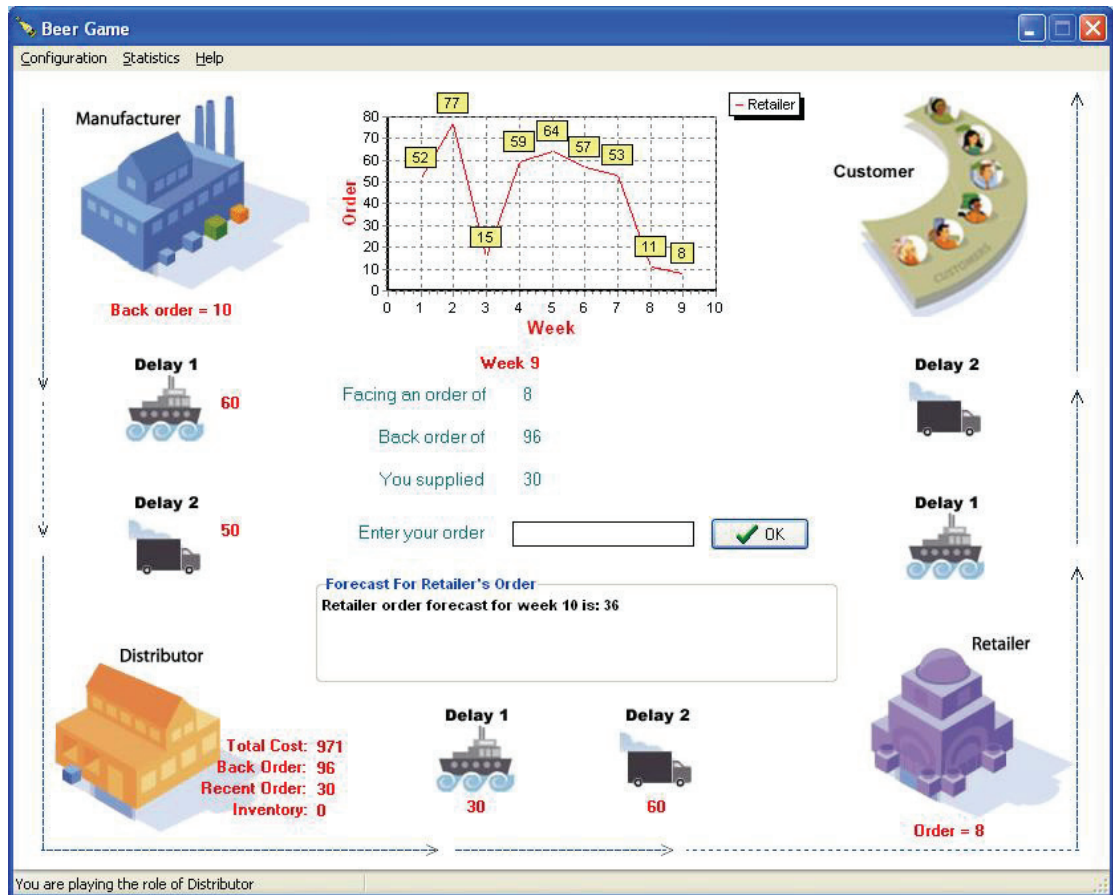 Beer Game
Configuration Statistics Help
Manufacturer
Back order = 10
Retailer
Order
80
70
60
50
40
30
20
10
0
52
77
15
59
64
57
53
11
8
0 1 2 3 4 5 6 7 8 9 10
Week
Customer
CUSTOMERS
Delay 1
60
Delay 2
50
Week 9
Facing an order of 8
Back order of 96
You supplied 30
Enter your order
OK
Forecast For Retailer's Order
Retailer order forecast for week 10 is: 36
Delay 2
Delay 1
Distributor
Total Cost: 971
Back Order: 96
Recent Order: 30
Inventory: 0
Delay 1
30
Delay 2
60
Retailer
Order = 8
You are playing the role of Distributor